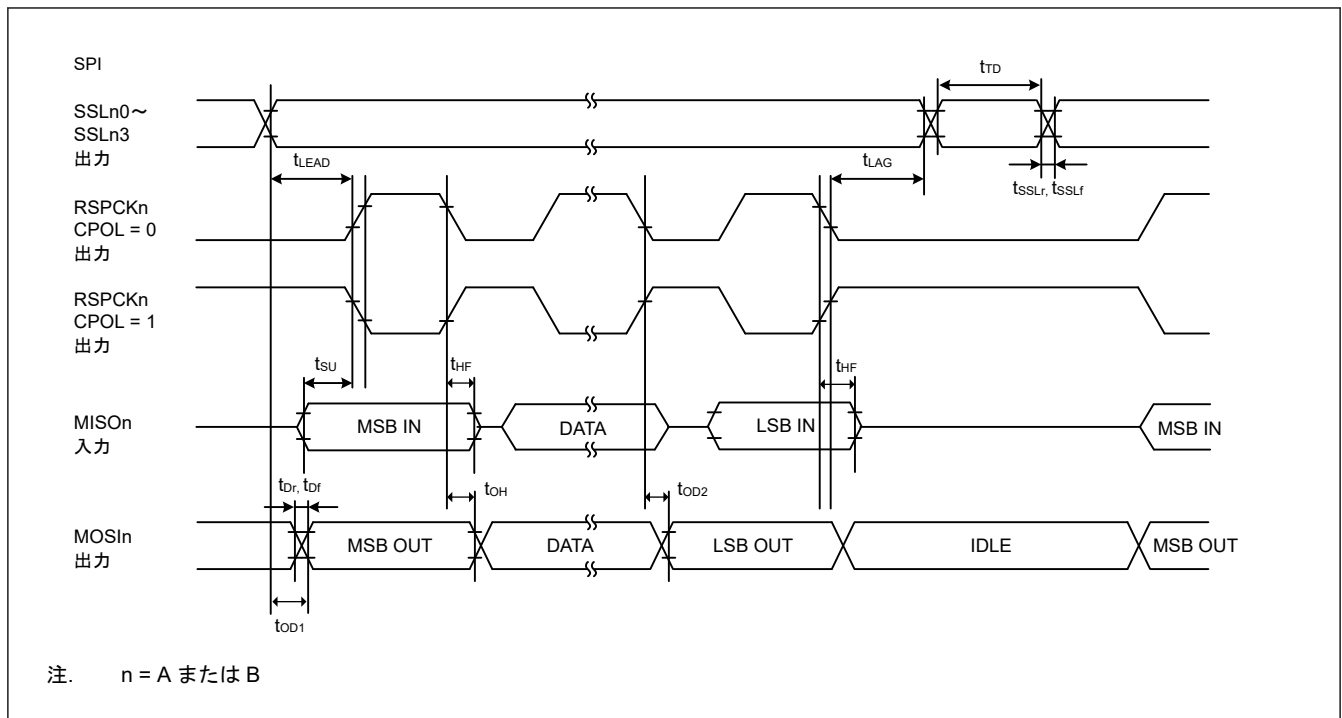 SPI
tTD
SSLn0～
SSLn3
出力
tLEAD
tLAG
tSSLr, tSSLf
RSPCKn
CPOL = 0
出力
RSPCKn
CPOL = 1
出力
tSU
tHF
tHF
MISOn
入力
MSB IN
DATA
LSB IN
MSB IN
tDr, tDf
tOH
tOD2
MOSIn
出力
MSB OUT
DATA
LSB OUT
IDLE
MSB OUT
tOD1
注. n = A または B